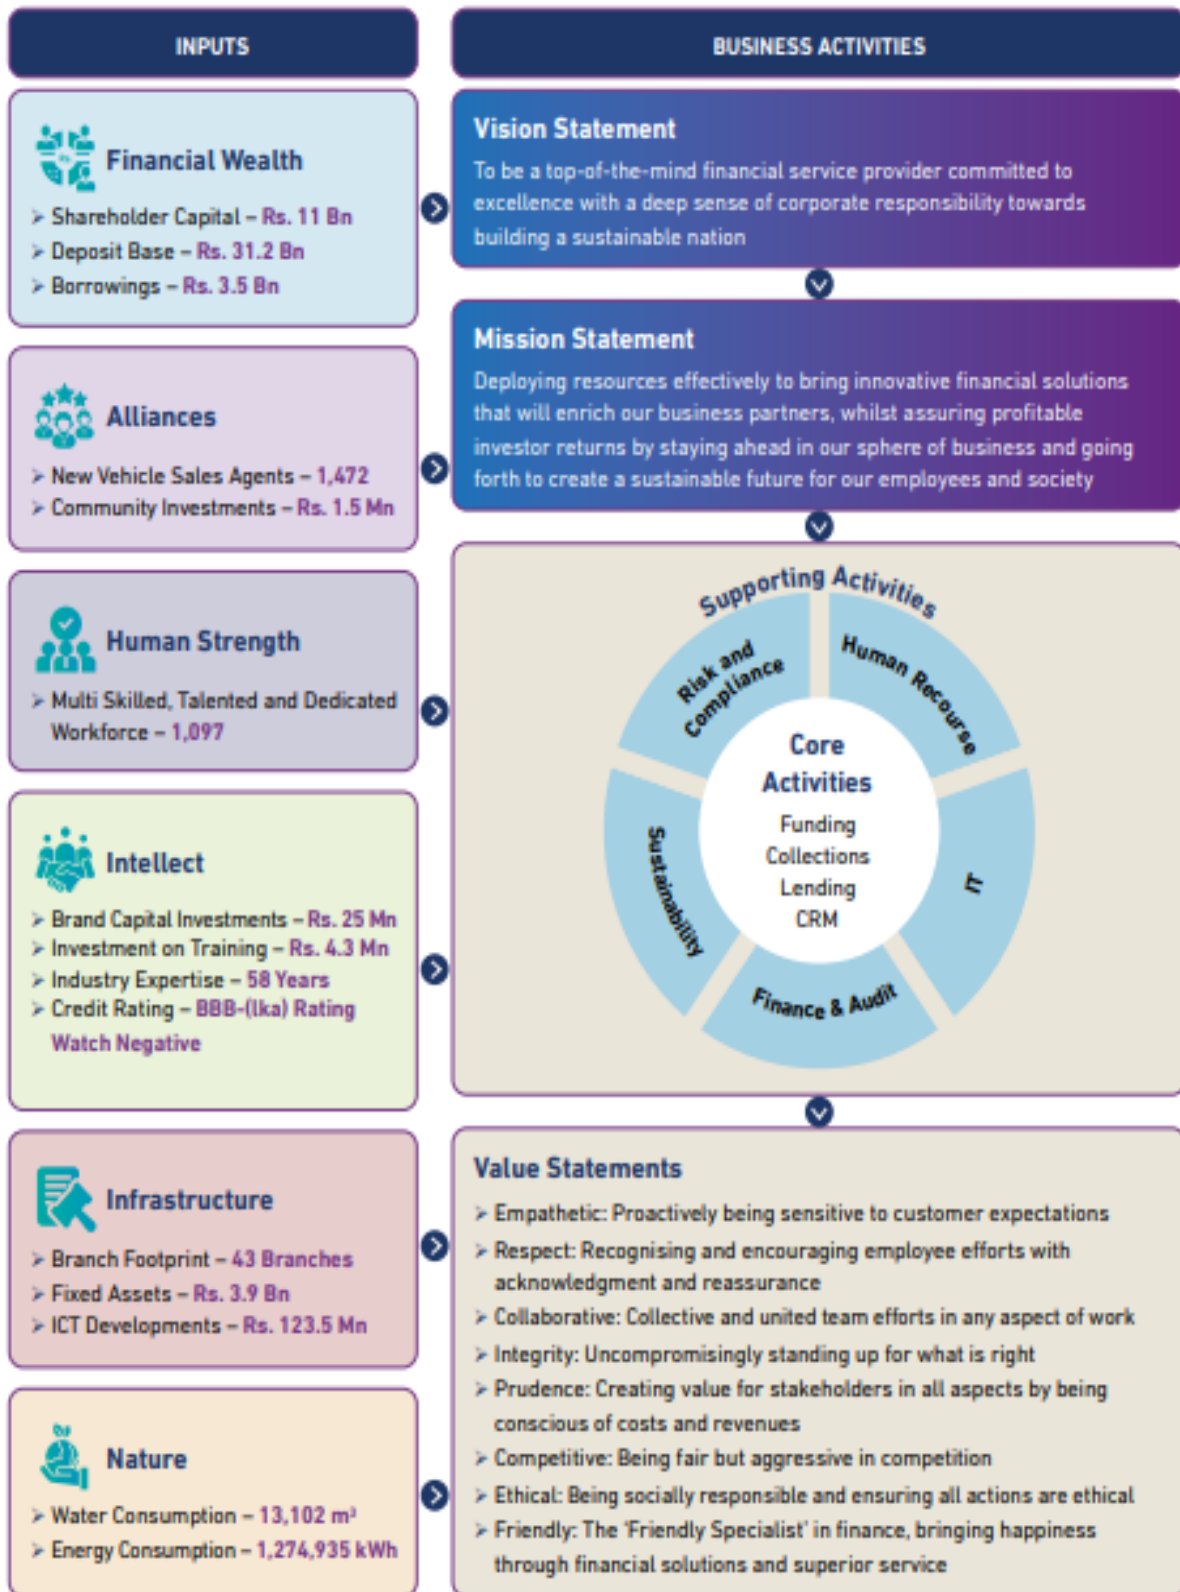 INPUTS
Financial Wealth
➢ Shareholder Capital – Rs. 11 Bn
➢ Deposit Base – Rs. 31.2 Bn
➢ Borrowings – Rs. 3.5 Bn
Alliances
➢ New Vehicle Sales Agents – 1,472
➢ Community Investments – Rs. 1.5 Mn
Human Strength
➢ Multi Skilled, Talented and Dedicated
Workforce – 1,097
Intellect
➢ Brand Capital Investments – Rs. 25 Mn
➢ Investment on Training – Rs. 4.3 Mn
➢ Industry Expertise – 58 Years
➢ Credit Rating – BBB-(lka) Rating
Watch Negative
Infrastructure
➢ Branch Footprint – 43 Branches
➢ Fixed Assets – Rs. 3.9 Bn
➢ ICT Developments – Rs. 123.5 Mn
Nature
➢ Water Consumption – 13,102 m³
➢ Energy Consumption – 1,274,935 kWh
BUSINESS ACTIVITIES
Vision Statement
To be a top-of-the-mind financial service provider committed to
excellence with a deep sense of corporate responsibility towards
building a sustainable nation
Mission Statement
Deploying resources effectively to bring innovative financial solutions
that will enrich our business partners, whilst assuring profitable
investor returns by staying ahead in our sphere of business and going
forth to create a sustainable future for our employees and society
Supporting Activities
Risk and
Compliance
Human Recourse
IT
Finance & Audit
Sustainability
Core
Activities
Funding
Collections
Lending
CRM
Value Statements
➢ Empathetic: Proactively being sensitive to customer expectations
➢ Respect: Recognising and encouraging employee efforts with
acknowledgment and reassurance
➢ Collaborative: Collective and united team efforts in any aspect of work
➢ Integrity: Uncompromisingly standing up for what is right
➢ Prudence: Creating value for stakeholders in all aspects by being
conscious of costs and revenues
➢ Competitive: Being fair but aggressive in competition
➢ Ethical: Being socially responsible and ensuring all actions are ethical
➢ Friendly: The 'Friendly Specialist' in finance, bringing happiness
through financial solutions and superior service